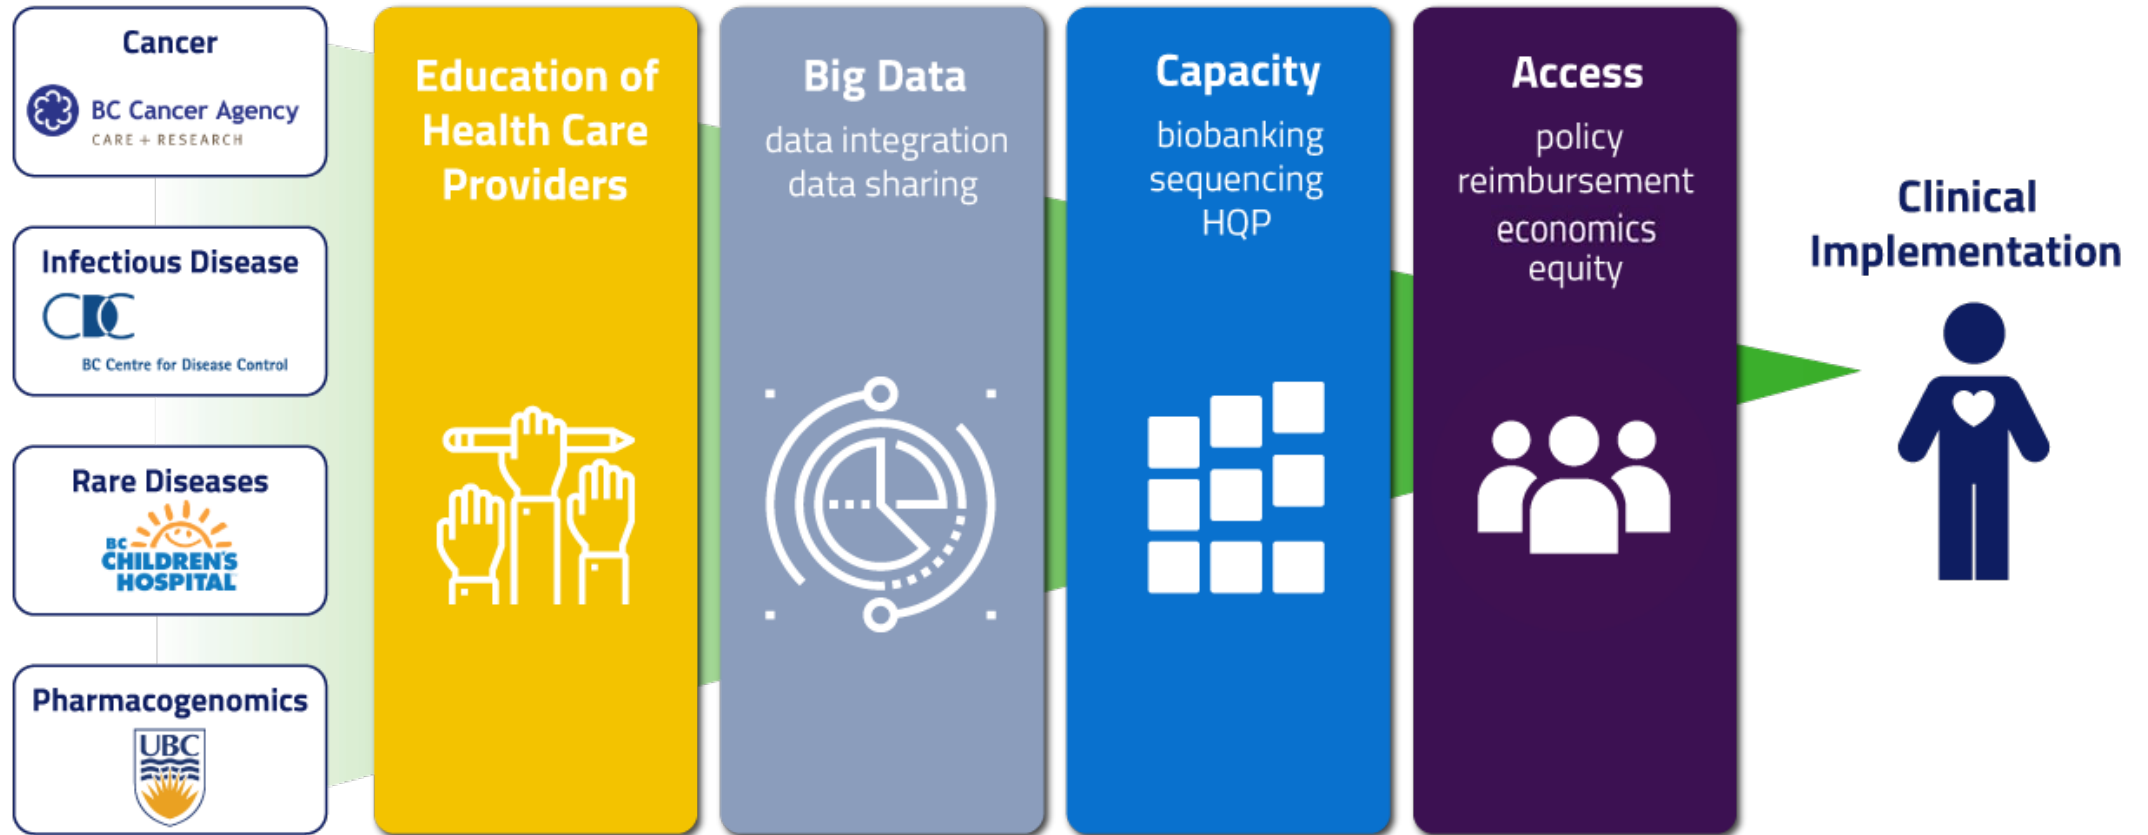 Cancer
BC Cancer Agency
CARE + RESEARCH
Infectious Disease
CDC
BC Centre for Disease Control
Rare Diseases
BC
CHILDREN'S
HOSPITAL
Pharmacogenomics
UBC
Education of
Health Care
Providers
Big Data
data integration
data sharing
Capacity
biobanking
sequencing
HQP
Access
policy
reimbursement
economics
equity
Clinical
Implementation